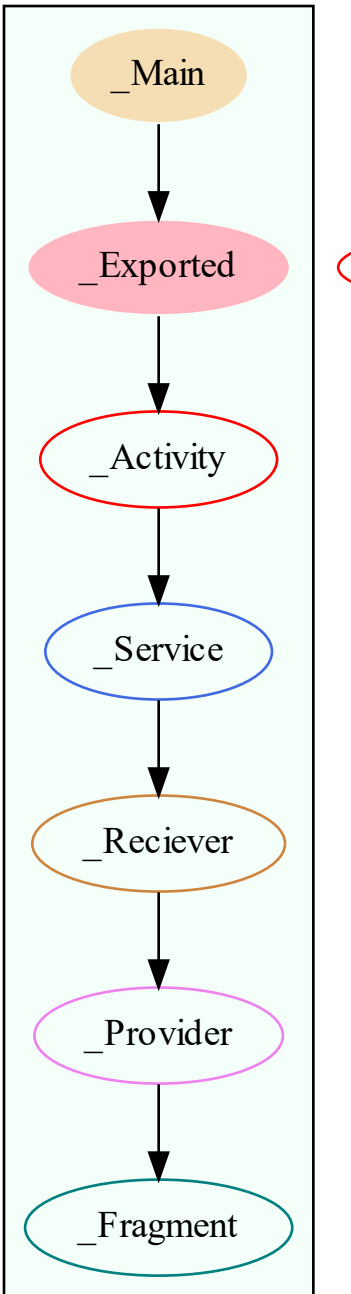 _Main
_Exported
_Activity
_Service
_Reciever
_Provider
_Fragment